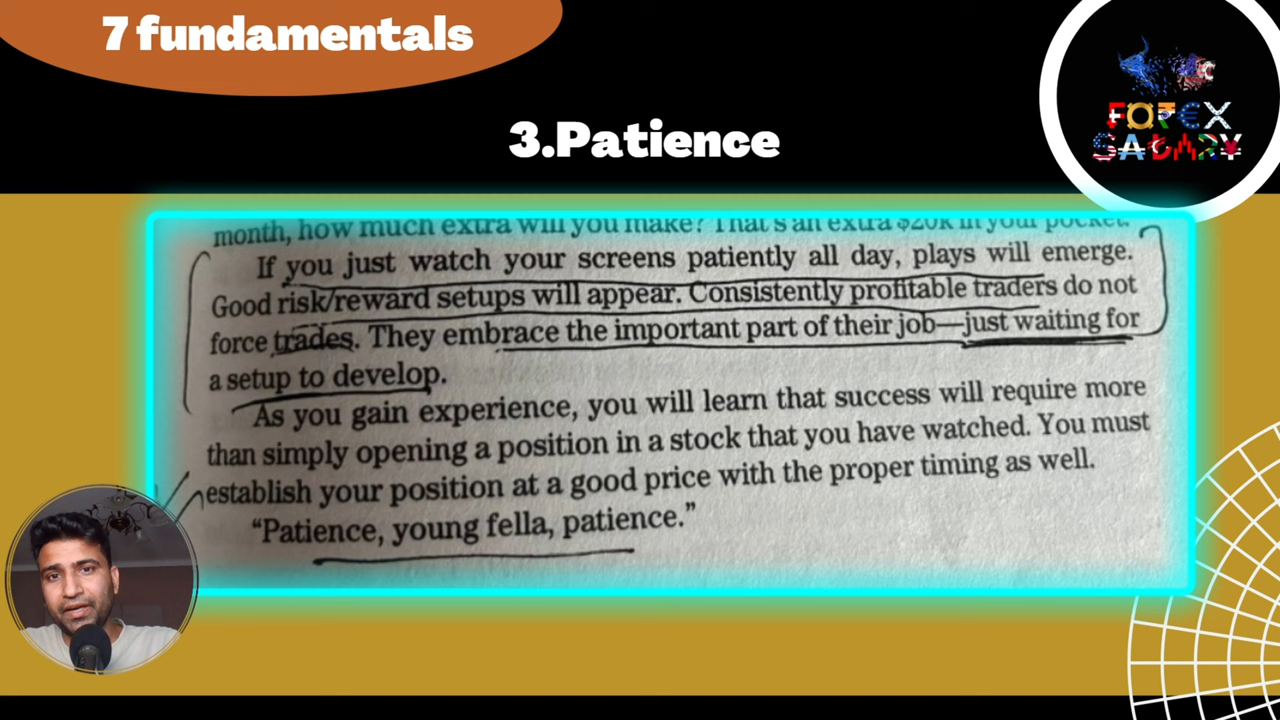 7 fundamentals
FOREX
SALARY
3.Patience
month, how much extra will you make? That's an extra $20K in your pocket.
If you just watch your screens patiently all day, plays will emerge.
Good risk/reward setups will appear. Consistently profitable traders do not
force trades. They embrace the important part of their job—just waiting for
a setup to develop.
As you gain experience, you will learn that success will require more
than simply opening a position in a stock that you have watched. You must
establish your position at a good price with the proper timing as well.
“Patience, young fella, patience.”